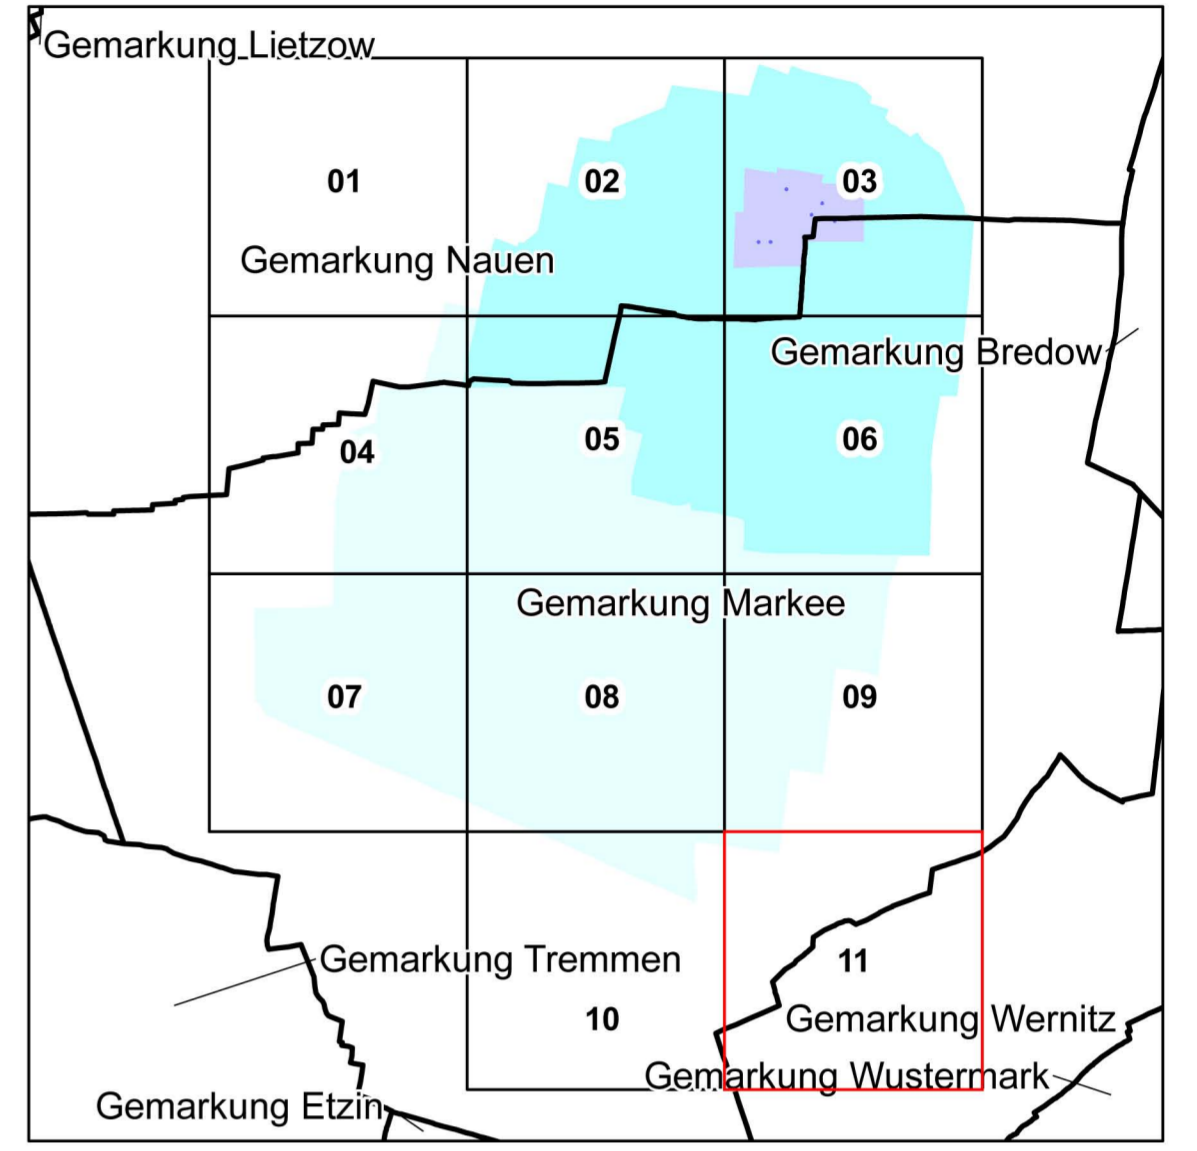 Gemarkung Lietzow
01
02
03
Gemarkung Nauen
Gemarkung Bredow
04
05
06
Gemarkung Markee
07
08
09
Gemarkung Tremmen
11
10
Gemarkung Wernitz
Gemarkung Wustermark
Gemarkung Etzin